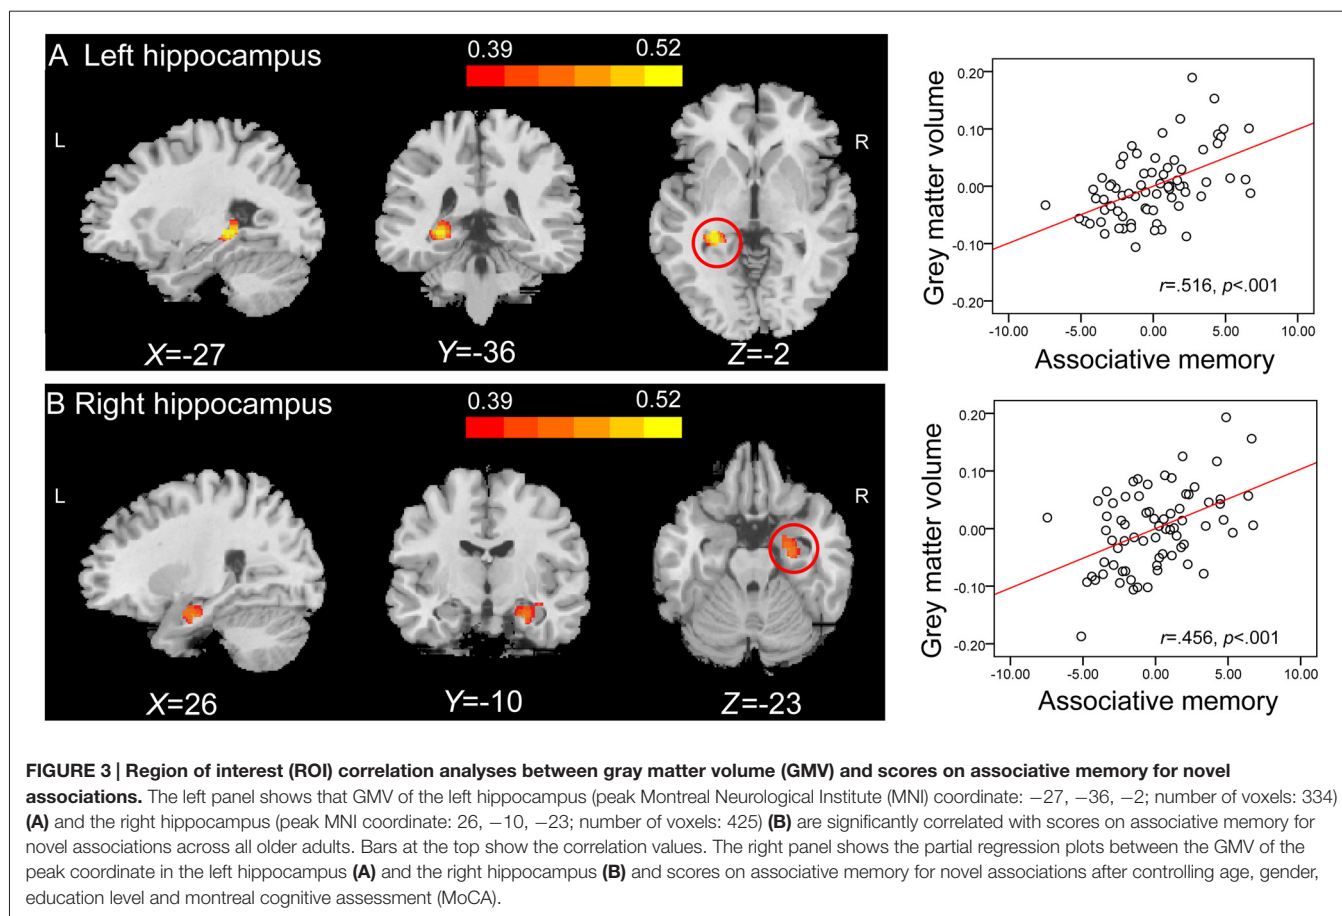 A Left hippocampus
0.39 0.52
L
R
X=-27 Y=-36 Z=-2
Grey matter volume
0.20
0.10
0.00
-0.10
-0.20
r=.516, p<.001
-10.00 -5.00 0.00 5.00 10.00
Associative memory
B Right hippocampus
0.39 0.52
L
R
X=26 Y=-10 Z=-23
Grey matter volume
0.20
0.10
0.00
-0.10
-0.20
r=.456, p<.001
-10.00 -5.00 0.00 5.00 10.00
Associative memory
FIGURE 3 | Region of interest (ROI) correlation analyses between gray matter volume (GMV) and scores on associative memory for novel
associations. The left panel shows that GMV of the left hippocampus (peak Montreal Neurological Institute (MNI) coordinate: −27, −36, −2; number of voxels: 334)
(A) and the right hippocampus (peak MNI coordinate: 26, −10, −23; number of voxels: 425) (B) are significantly correlated with scores on associative memory for
novel associations across all older adults. Bars at the top show the correlation values. The right panel shows the partial regression plots between the GMV of the
peak coordinate in the left hippocampus (A) and the right hippocampus (B) and scores on associative memory for novel associations after controlling age, gender,
education level and montreal cognitive assessment (MoCA).